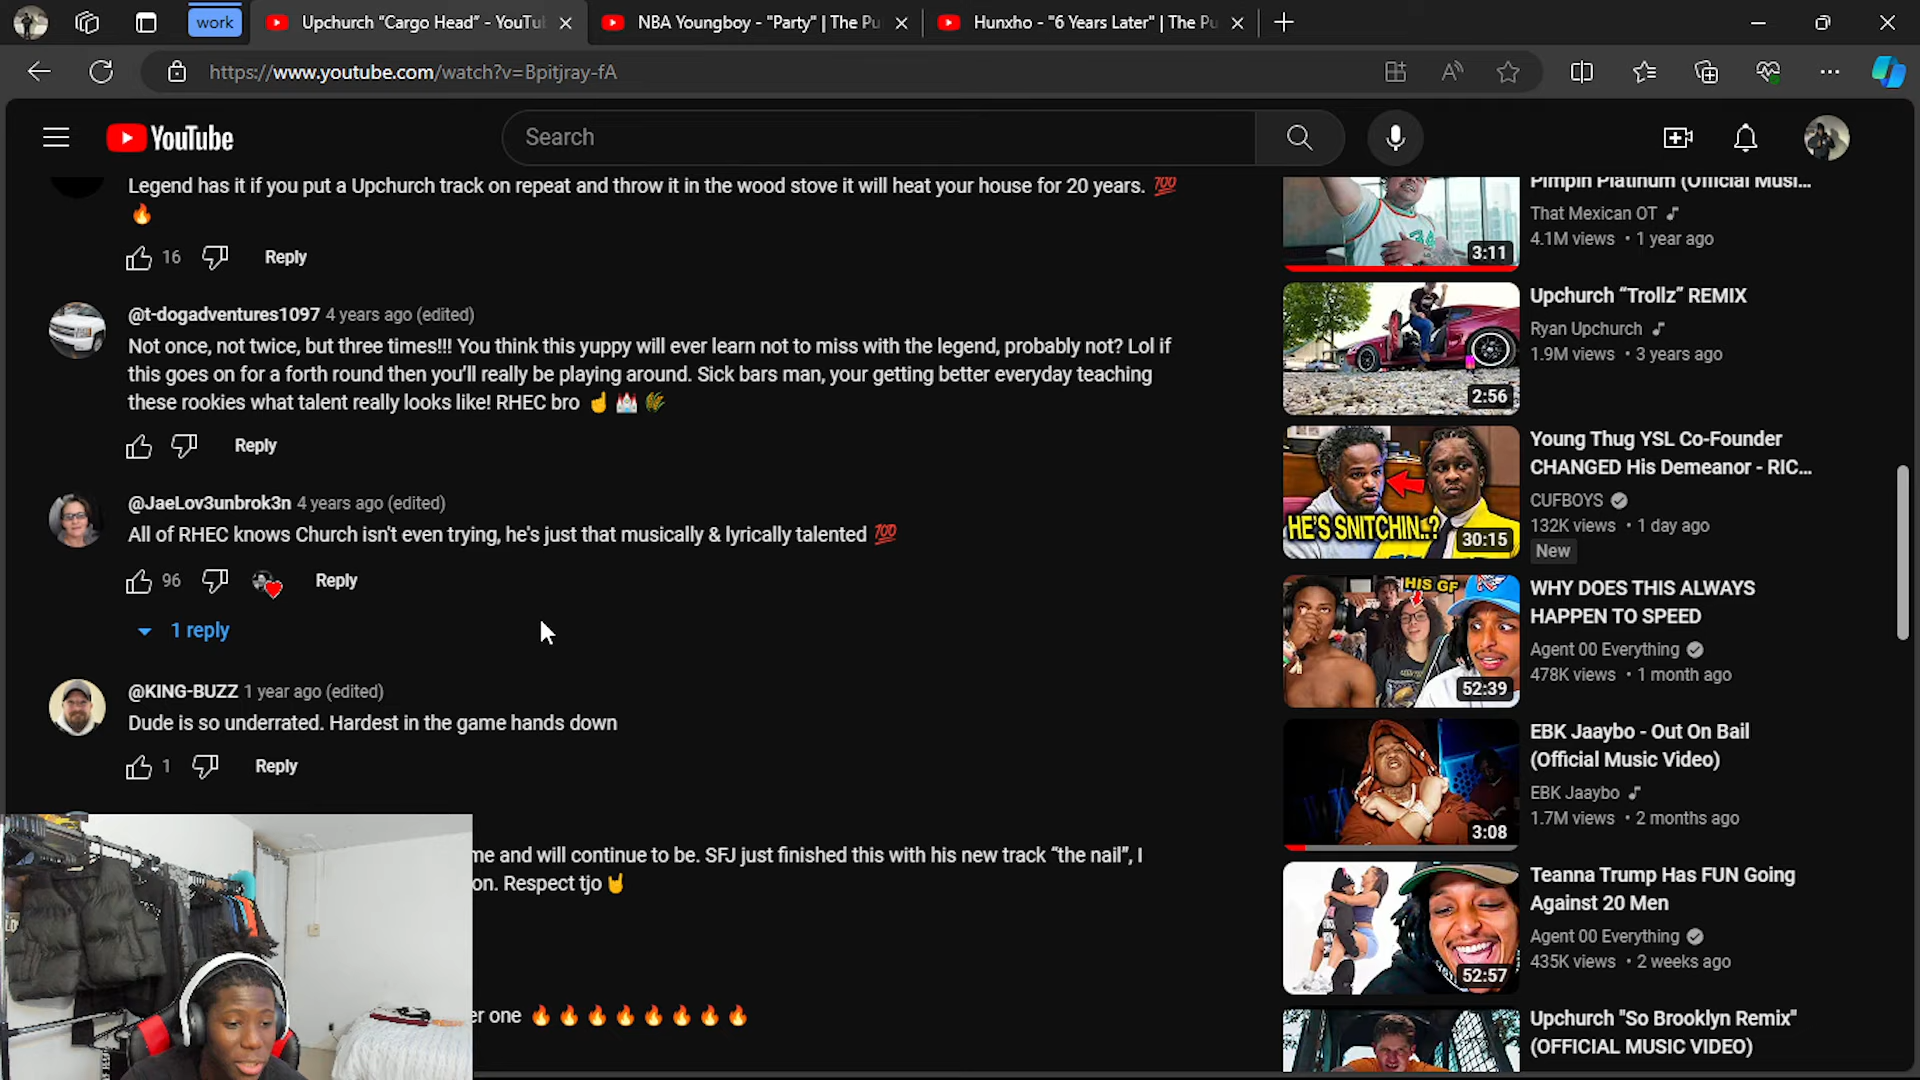 work
Upchurch “Cargo Head” - YouTu
NBA Youngboy - "Party" | The Pu
Hunxho - "6 Years Later" | The Pu
https://www.youtube.com/watch?v=Bpitjray-fA
YouTube
Search
Legend has it if you put a Upchurch track on repeat and throw it in the wood stove it will heat your house for 20 years. 💯
🔥
16
Reply
@t-dogadventures1097 4 years ago (edited)
Not once, not twice, but three times!!! You think this yuppy will ever learn not to miss with the legend, probably not? Lol if
this goes on for a forth round then you’ll really be playing around. Sick bars man, your getting better everyday teaching
these rookies what talent really looks like! RHEC bro ☝️ ⛪ 🌾
Reply
@JaeLov3unbrok3n 4 years ago (edited)
All of RHEC knows Church isn't even trying, he's just that musically & lyrically talented 💯
96
Reply
1 reply
@KING-BUZZ 1 year ago (edited)
Dude is so underrated. Hardest in the game hands down
1
Reply
me and will continue to be. SFJ just finished this with his new track “the nail”, I
on. Respect tjo 🤘
er one 🔥🔥🔥🔥🔥🔥🔥🔥
Pimpin Platinum (Official Musi...
That Mexican OT
4.1M views • 1 year ago
3:11
Upchurch “Trollz” REMIX
Ryan Upchurch
1.9M views • 3 years ago
2:56
Young Thug YSL Co-Founder
CHANGED His Demeanor - RIC...
CUFBOYS
132K views • 1 day ago
New
HE'S SNITCHIN..?
30:15
WHY DOES THIS ALWAYS
HAPPEN TO SPEED
Agent 00 Everything
478K views • 1 month ago
HIS GF
52:39
EBK Jaaybo - Out On Bail
(Official Music Video)
EBK Jaaybo
1.7M views • 2 months ago
3:08
Teanna Trump Has FUN Going
Against 20 Men
Agent 00 Everything
435K views • 2 weeks ago
52:57
Upchurch "So Brooklyn Remix"
(OFFICIAL MUSIC VIDEO)